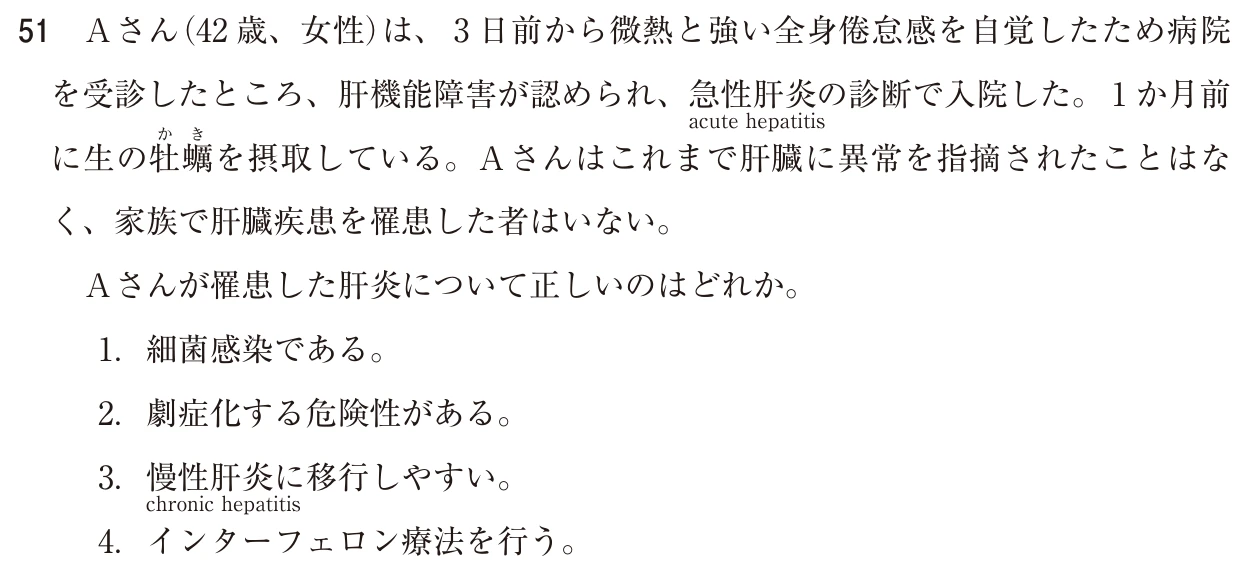 51 Aさん(42歳、女性)は、3日前から微熱と強い全身倦怠感を自覚したため病院
を受診したところ、肝機能障害が認められ、急性肝炎の診断で入院した。1か月前
acute hepatitis
かき
に生の牡蠣を摂取している。Aさんはこれまで肝臓に異常を指摘されたことはな
く、家族で肝臓疾患を罹患した者はいない。
Aさんが罹患した肝炎について正しいのはどれか。
1. 細菌感染である。
2. 劇症化する危険性がある。
3. 慢性肝炎に移行しやすい。
chronic hepatitis
4. インターフェロン療法を行う。